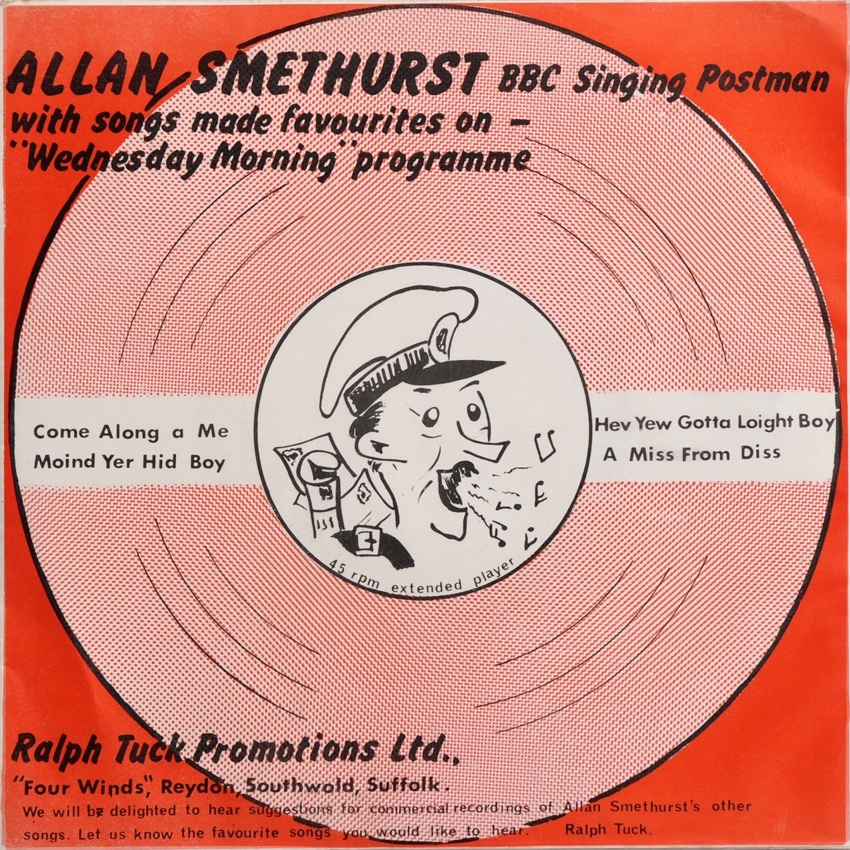 ALLAN SMETHURST BBC Singing Postman
with songs made favourites on –
"Wednesday Morning" programme
Come Along a Me
Moind Yer Hid Boy
Hev Yew Gotta Loight Boy
A Miss From Diss
45 rpm extended player
Ralph Tuck Promotions Ltd.,
"Four Winds", Reydon, Southwold, Suffolk.
We will be delighted to hear suggestions for commercial recordings of Allan Smethurst's other
songs. Let us know the favourite songs you would like to hear. Ralph Tuck.